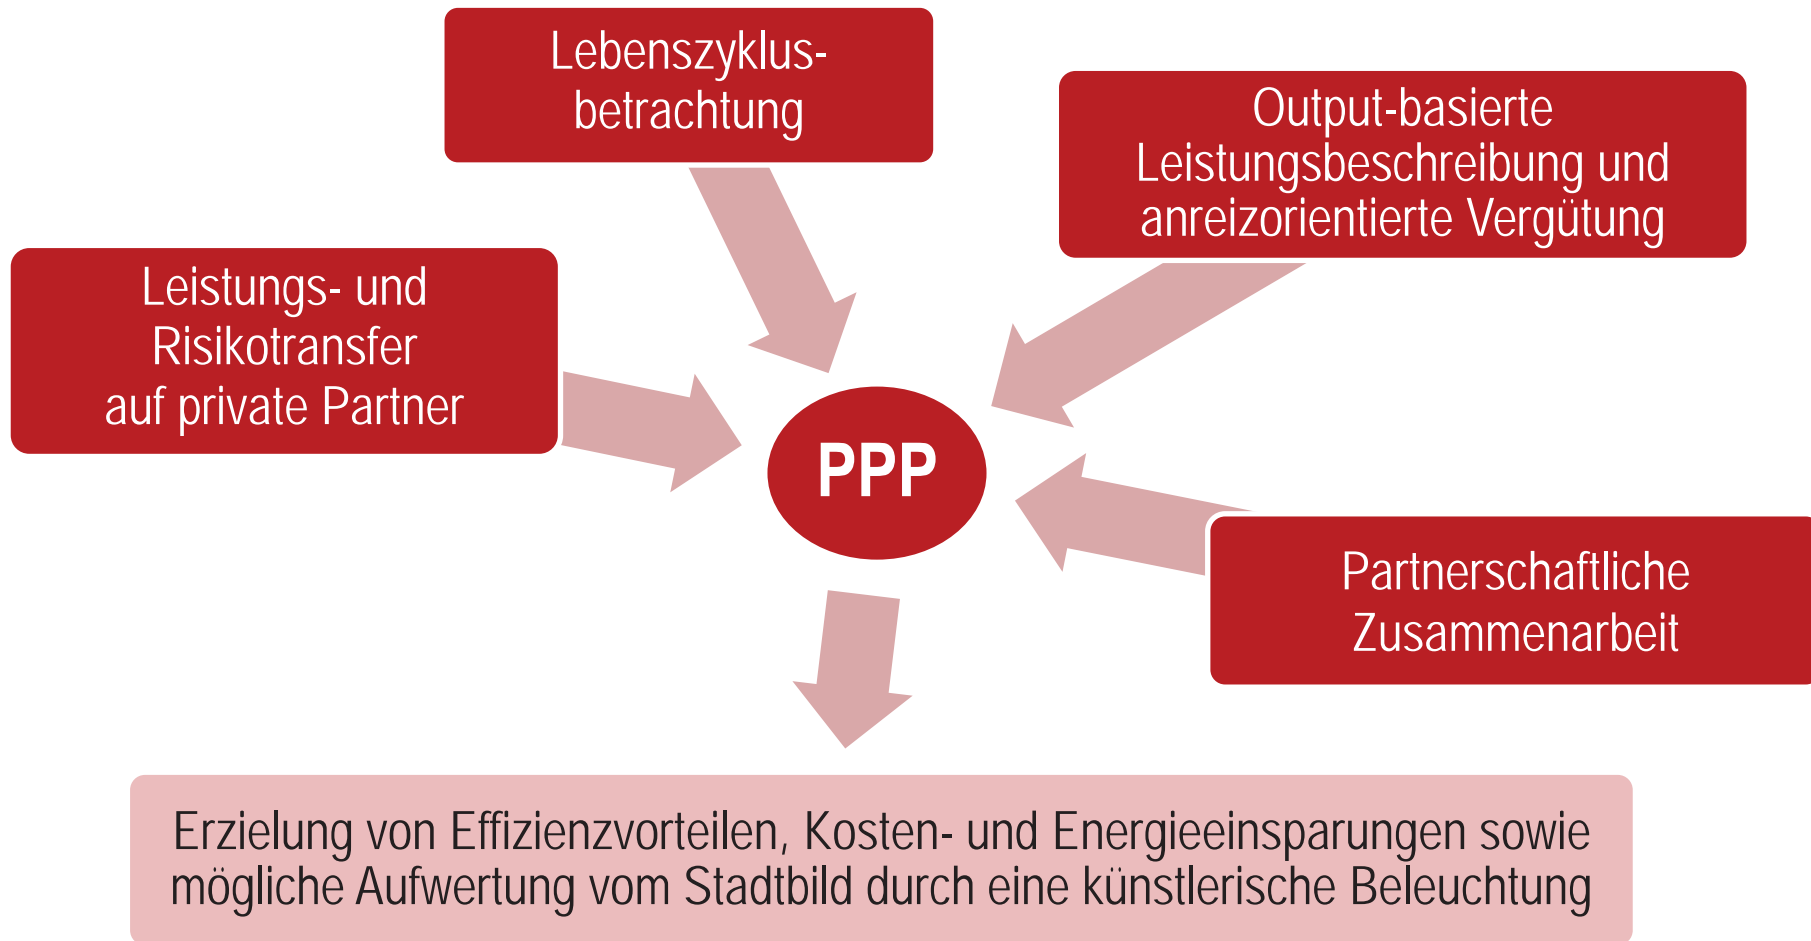 Lebenszyklus-
betrachtung
Output-basierte
Leistungsbeschreibung und
anreizorientierte Vergütung
Leistungs- und
Risikotransfer
auf private Partner
PPP
Partnerschaftliche
Zusammenarbeit
Erzielung von Effizienzvorteilen, Kosten- und Energieeinsparungen sowie
mögliche Aufwertung vom Stadtbild durch eine künstlerische Beleuchtung